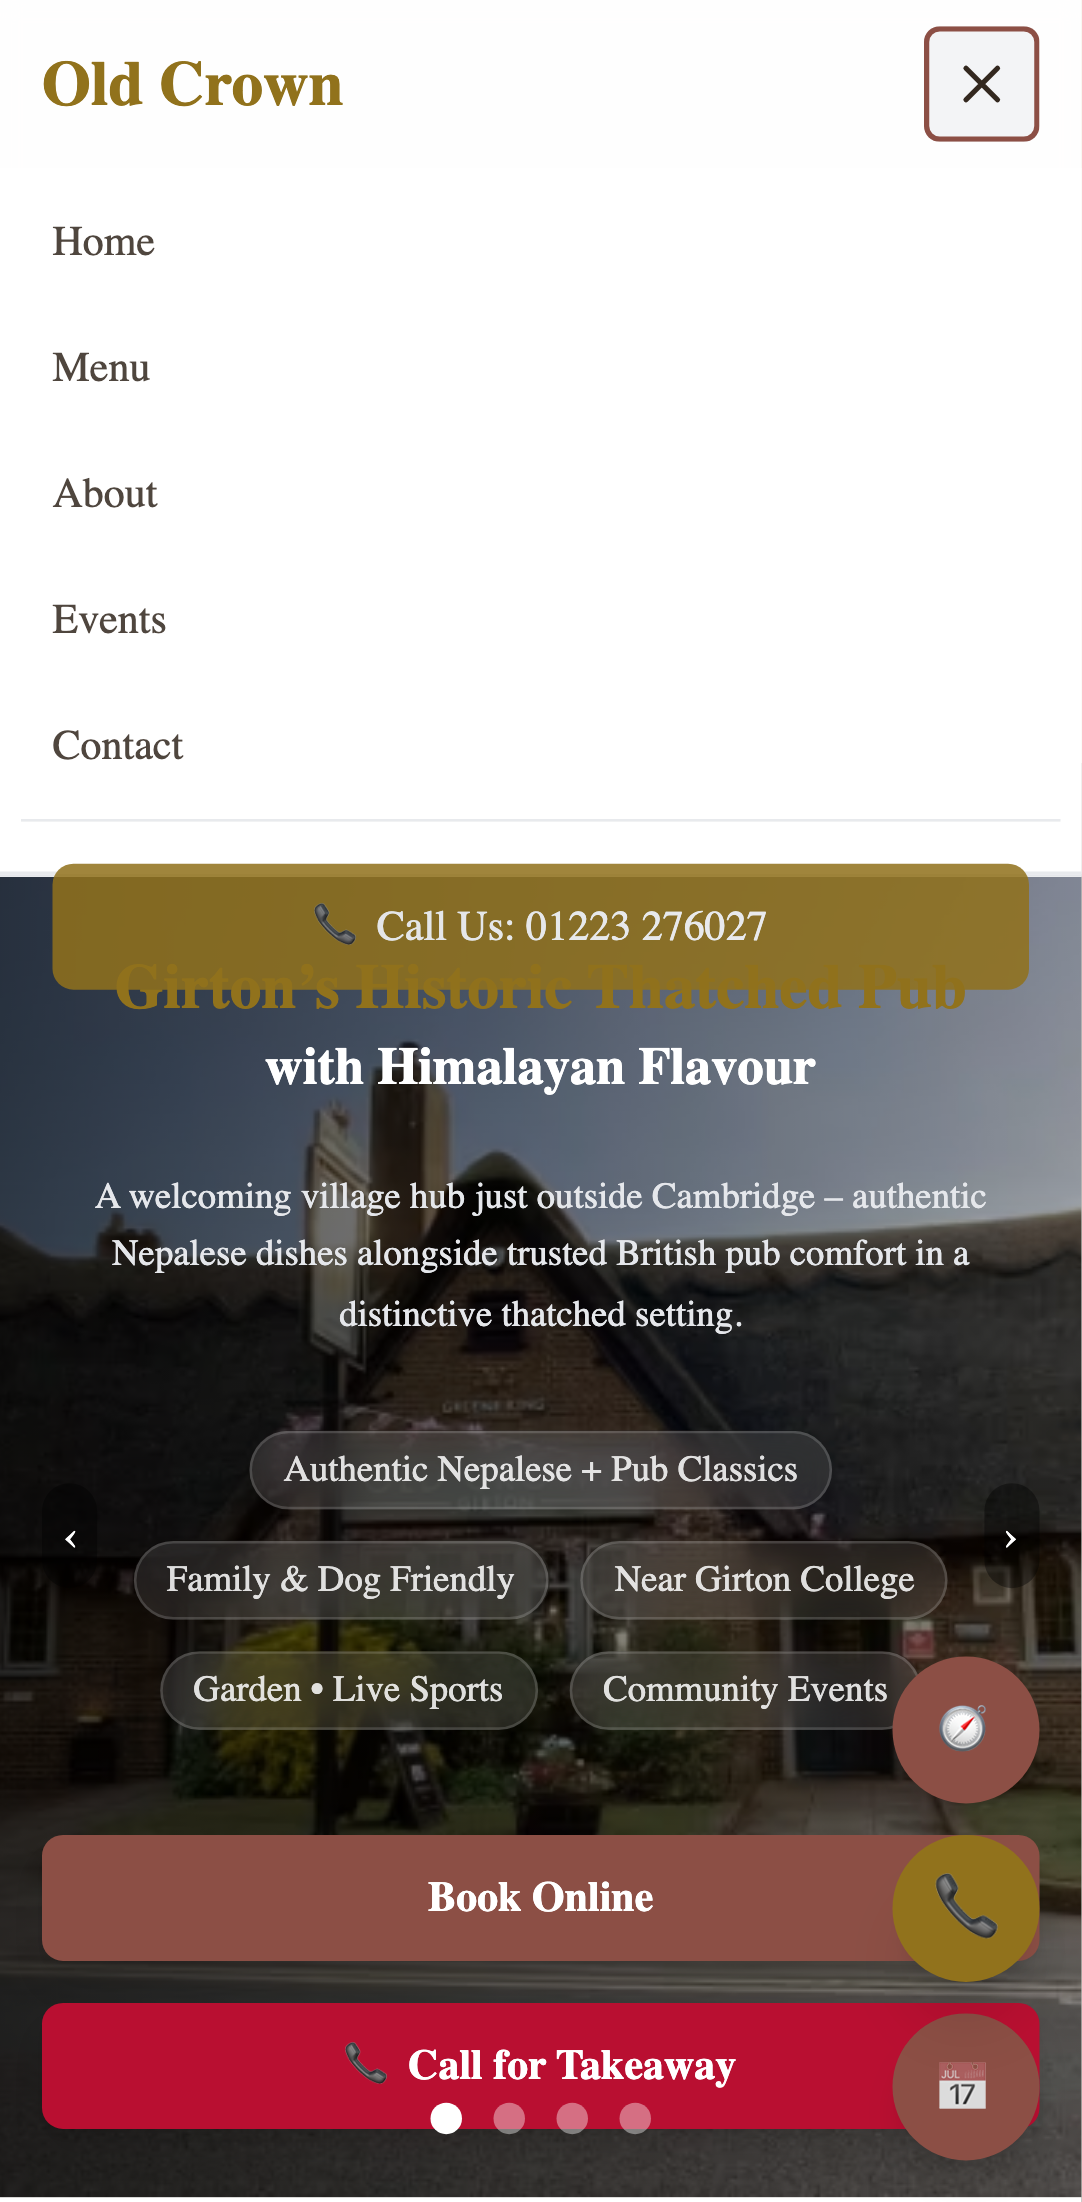 Old Crown
Home
Menu
About
Events
Contact
Call Us: 01223 276027
Girton’s Historic Thatched Pub
with Himalayan Flavour
A welcoming village hub just outside Cambridge – authentic
Nepalese dishes alongside trusted British pub comfort in a
distinctive thatched setting.
GREENE KING
Authentic Nepalese + Pub Classics
‹
›
Family & Dog Friendly
Near Girton College
Garden • Live Sports
Community Events
Book Online
Call for Takeaway
JUL
17